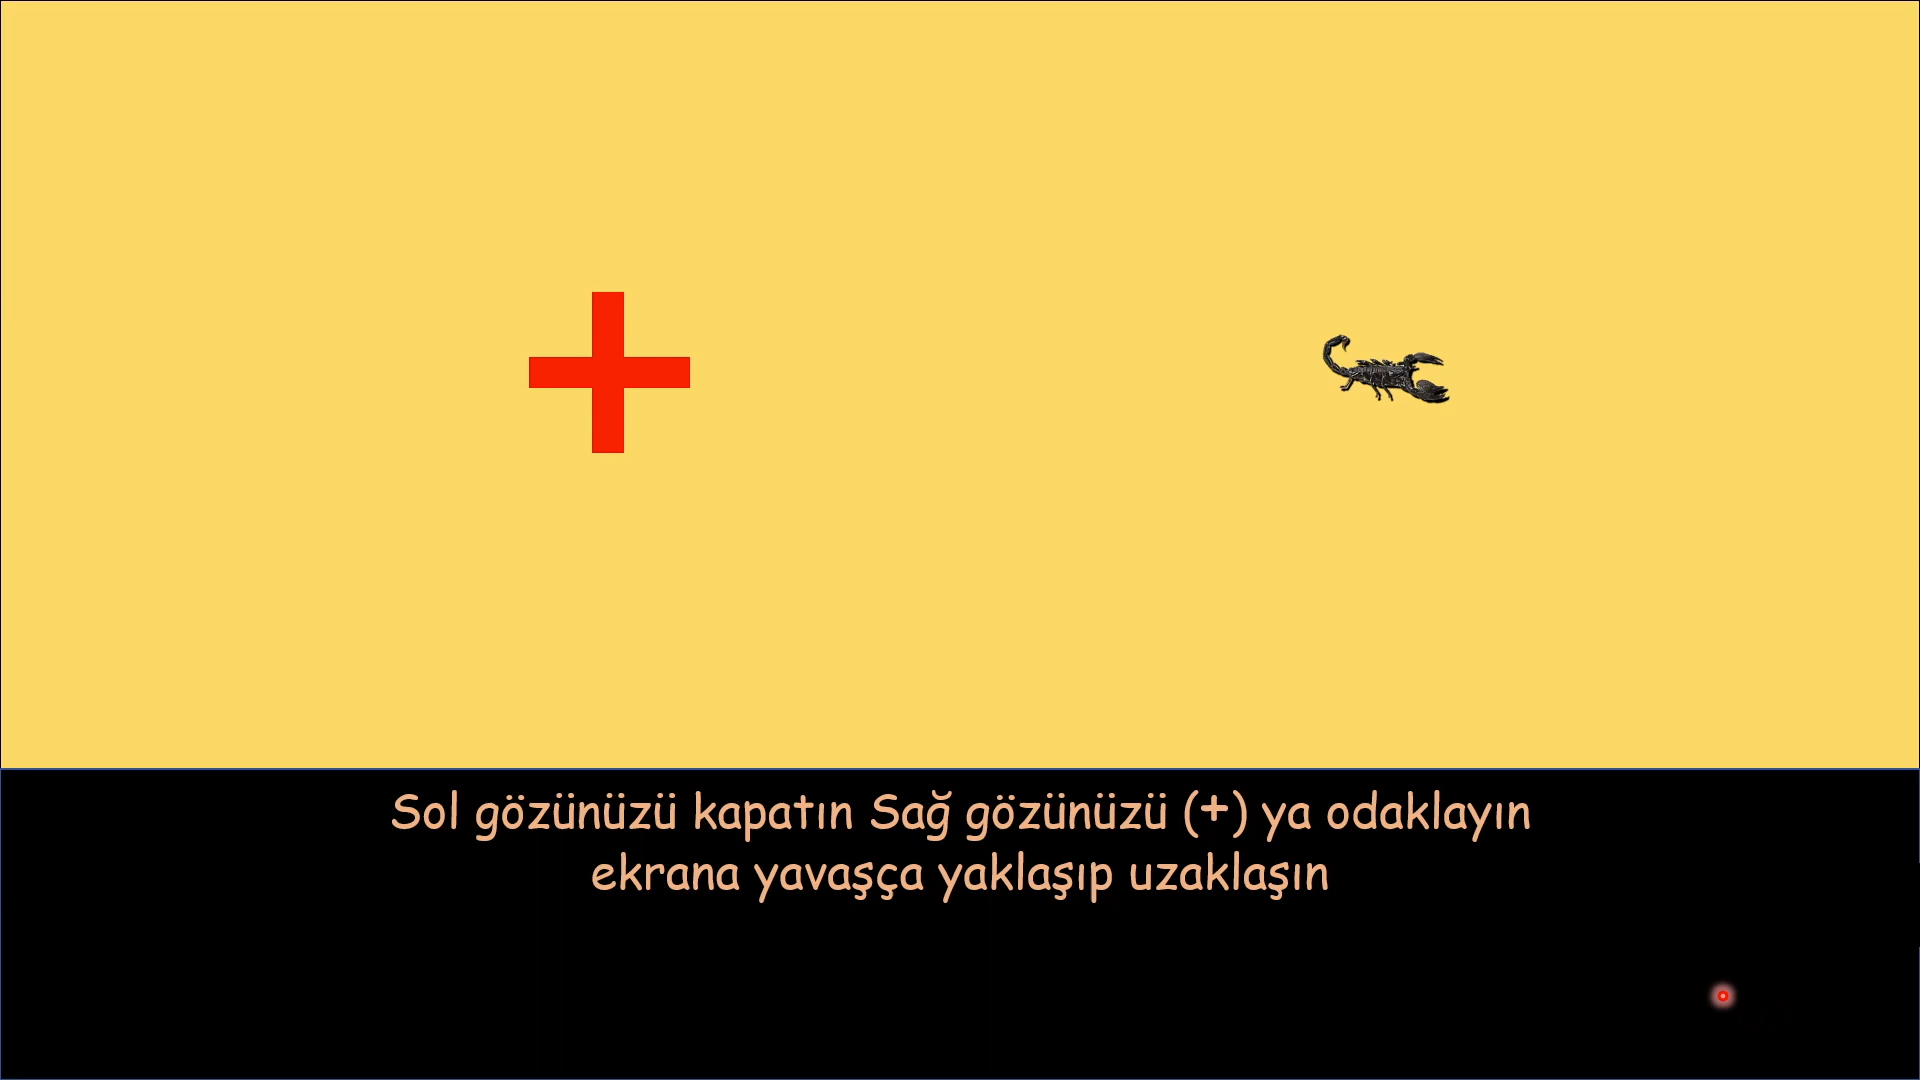 Sol gözünüzü kapatın Sağ gözünüzü (+) ya odaklayın
ekrana yavaşça yaklaşıp uzaklaşın